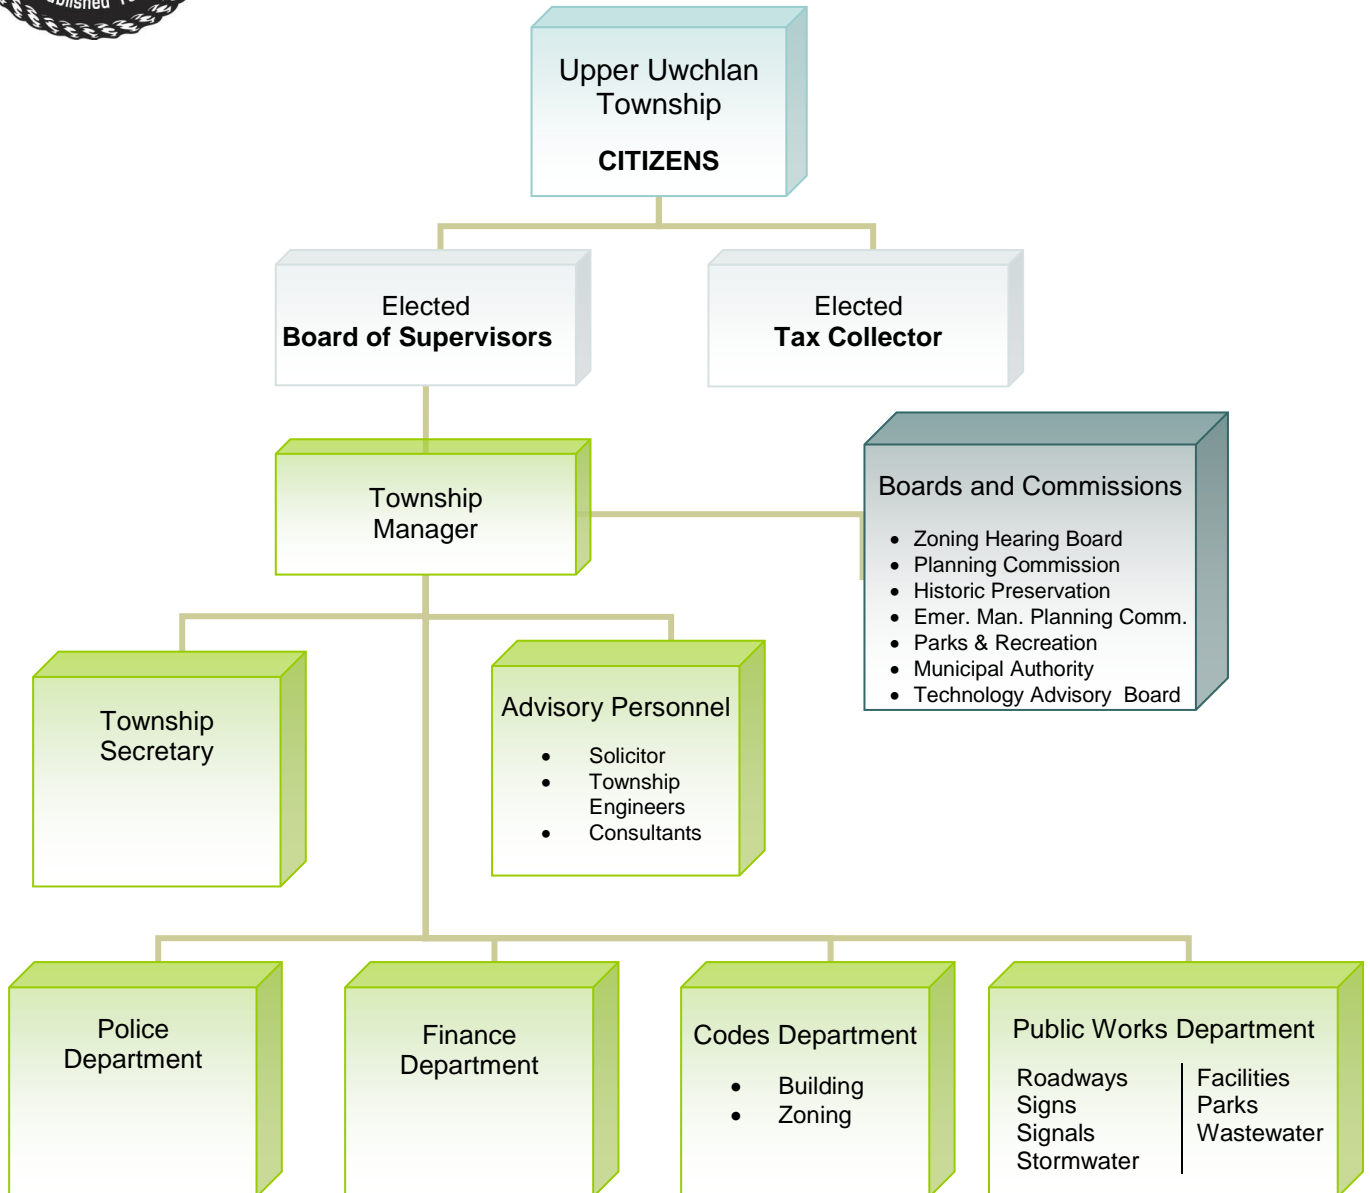 Upper Uwchlan
Township
CITIZENS
Elected
Board of Supervisors
Elected
Tax Collector
Township
Manager
Boards and Commissions
• Zoning Hearing Board
• Planning Commission
• Historic Preservation
• Emer. Man. Planning Comm.
• Parks & Recreation
• Municipal Authority
• Technology Advisory Board
Township
Secretary
Advisory Personnel
• Solicitor
• Township
Engineers
• Consultants
Police
Department
Finance
Department
Codes Department
• Building
• Zoning
Public Works Department
Roadways
Signs
Signals
Stormwater
Facilities
Parks
Wastewater